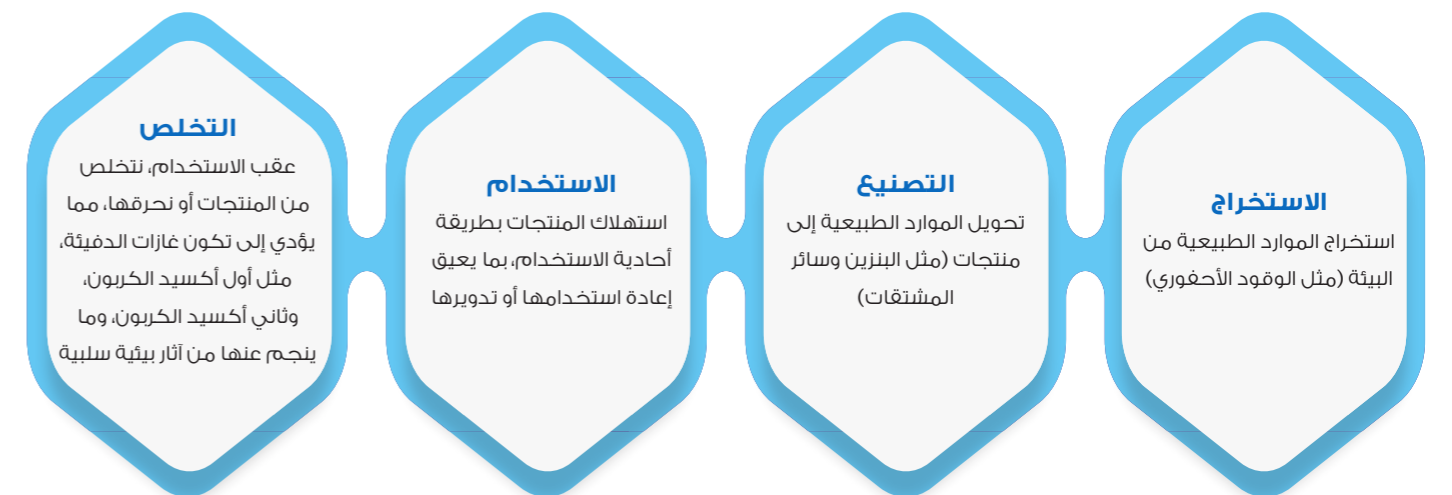 الاستخراج
استخراج الموارد الطبيعية من
البيئة (مثل الوقود الأحفوري)
التصنيع
تحويل الموارد الطبيعية إلى
منتجات (مثل البنزين وسائر
المشتقات)
الاستخدام
استهلاك المنتجات بطريقة
أحادية الاستخدام، بما يعيق
إعادة استخدامها أو تدويرها
التخلص
عقب الاستخدام، نتخلص
من المنتجات أو نحرقها، مما
يؤدي إلى تكون غازات الدفيئة،
مثل أول أكسيد الكربون،
وثاني أكسيد الكربون، وما
ينجم عنها من آثار بيئية سلبية